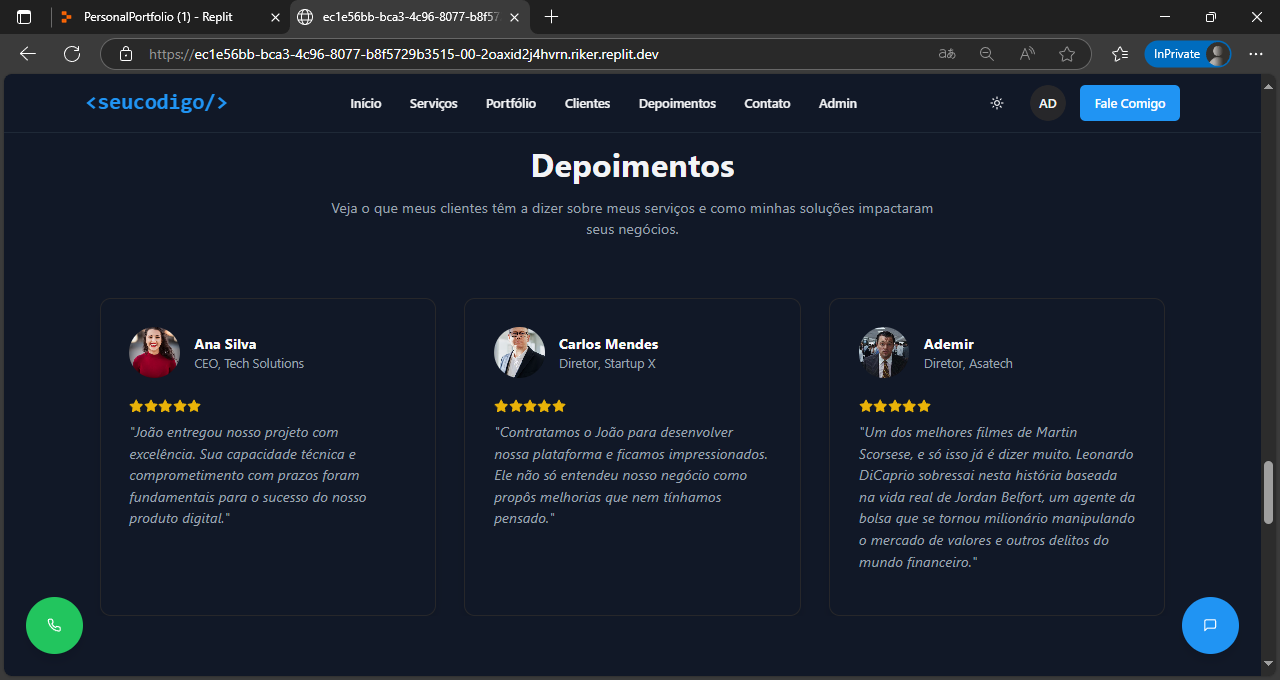 PersonalPortfolio (1) - Replit
ec1e56bb-bca3-4c96-8077-b8f57
https://ec1e56bb-bca3-4c96-8077-b8f5729b3515-00-2oaxid2j4hvrn.riker.replit.dev
InPrivate
<seucodigo/>
Início Serviços Portfólio Clientes Depoimentos Contato Admin
AD
Fale Comigo
Depoimentos
Veja o que meus clientes têm a dizer sobre meus serviços e como minhas soluções impactaram
seus negócios.
Ana Silva
CEO, Tech Solutions
"João entregou nosso projeto com
excelência. Sua capacidade técnica e
comprometimento com prazos foram
fundamentais para o sucesso do nosso
produto digital."
Carlos Mendes
Diretor, Startup X
"Contratamos o João para desenvolver
nossa plataforma e ficamos impressionados.
Ele não só entendeu nosso negócio como
propôs melhorias que nem tínhamos
pensado."
Ademir
Diretor, Asatech
"Um dos melhores filmes de Martin
Scorsese, e só isso já é dizer muito. Leonardo
DiCaprio sobressai nesta história baseada
na vida real de Jordan Belfort, um agente da
bolsa que se tornou milionário manipulando
o mercado de valores e outros delitos do
mundo financeiro."